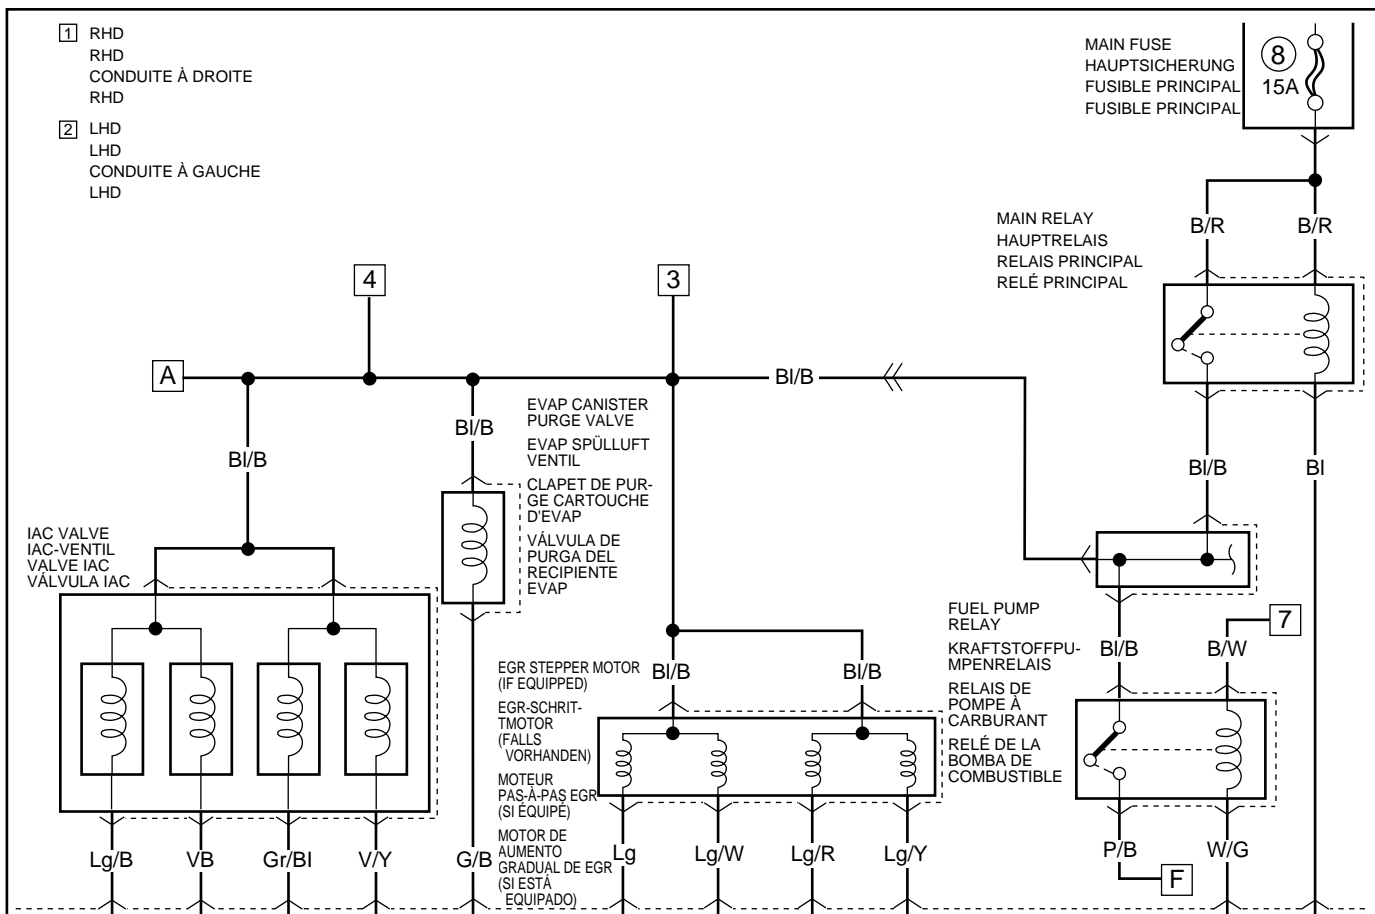 1 RHD
RHD
CONDUITE À DROITE
RHD
2 LHD
LHD
CONDUITE À GAUCHE
LHD
MAIN FUSE
HAUPTSICHERUNG
FUSIBLE PRINCIPAL
FUSIBLE PRINCIPAL
8
15A
MAIN RELAY
HAUPTRELAIS
RELAIS PRINCIPAL
RELÉ PRINCIPAL
B/R
B/R
4
3
A
Bl/B
Bl/B
Bl/B
Bl/B
Bl
EVAP CANISTER
PURGE VALVE
EVAP SPÜLLUFT
VENTIL
CLAPET DE PUR-
GE CARTOUCHE
D'EVAP
VÁLVULA DE
PURGA DEL
RECIPIENTE
EVAP
IAC VALVE
IAC-VENTIL
VALVE IAC
VÁLVULA IAC
FUEL PUMP
RELAY
KRAFTSTOFFPU-
MPENRELAIS
RELAIS DE
POMPE À
CARBURANT
RELÉ DE LA
BOMBA DE
COMBUSTIBLE
7
Bl/B
B/W
EGR STEPPER MOTOR
(IF EQUIPPED)
EGR-SCHRIT-
TMOTOR
(FALLS
VORHANDEN)
MOTEUR
PAS-À-PAS EGR
(SI ÉQUIPÉ)
MOTOR DE
AUMENTO
GRADUAL DE EGR
(SI ESTÁ
EQUIPADO)
Bl/B
Bl/B
Lg/B
VB
Gr/Bl
V/Y
G/B
Lg
Lg/W
Lg/R
Lg/Y
P/B
W/G
F